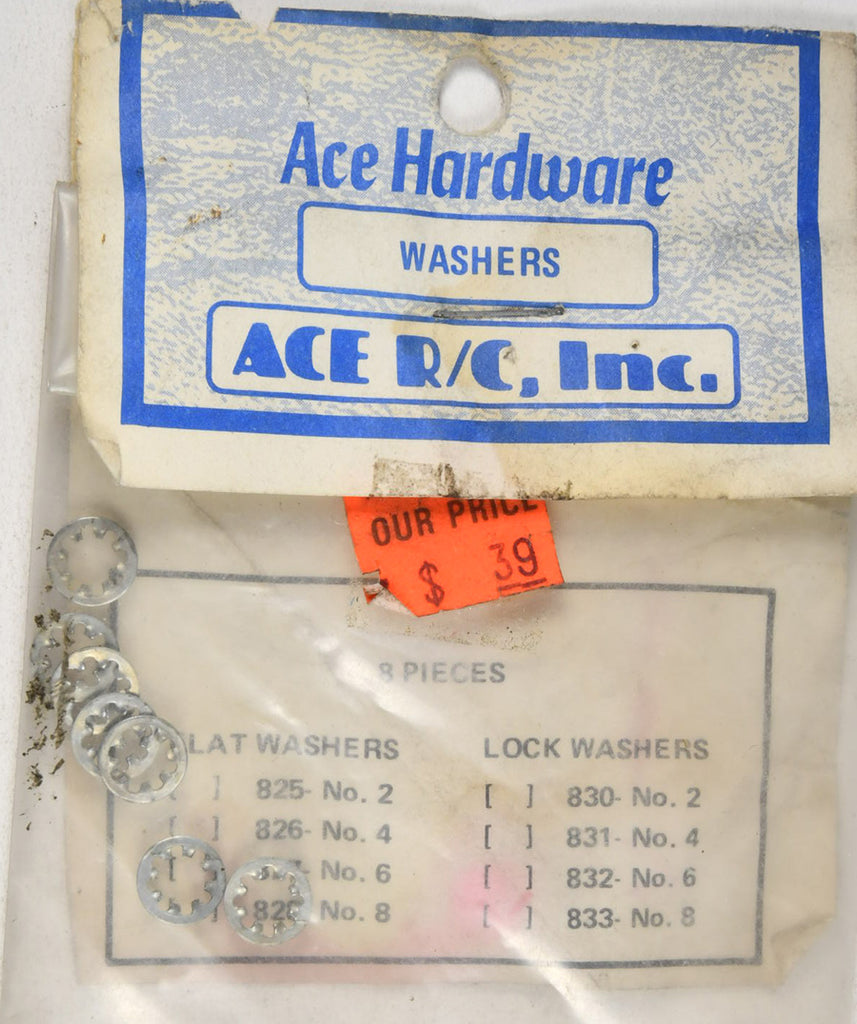 Ace Hardware
WASHERS
ACE R/C, Inc.
OUR PRICE
$ 39
8 PIECES
LAT WASHERS
[ ] 825- No. 2
[ ] 826- No. 4
[ No. 6
] 828 No. 8
LOCK WASHERS
[ ] 830- No. 2
[ ] 831- No. 4
[ ] 832- No. 6
[ ] 833- No. 8